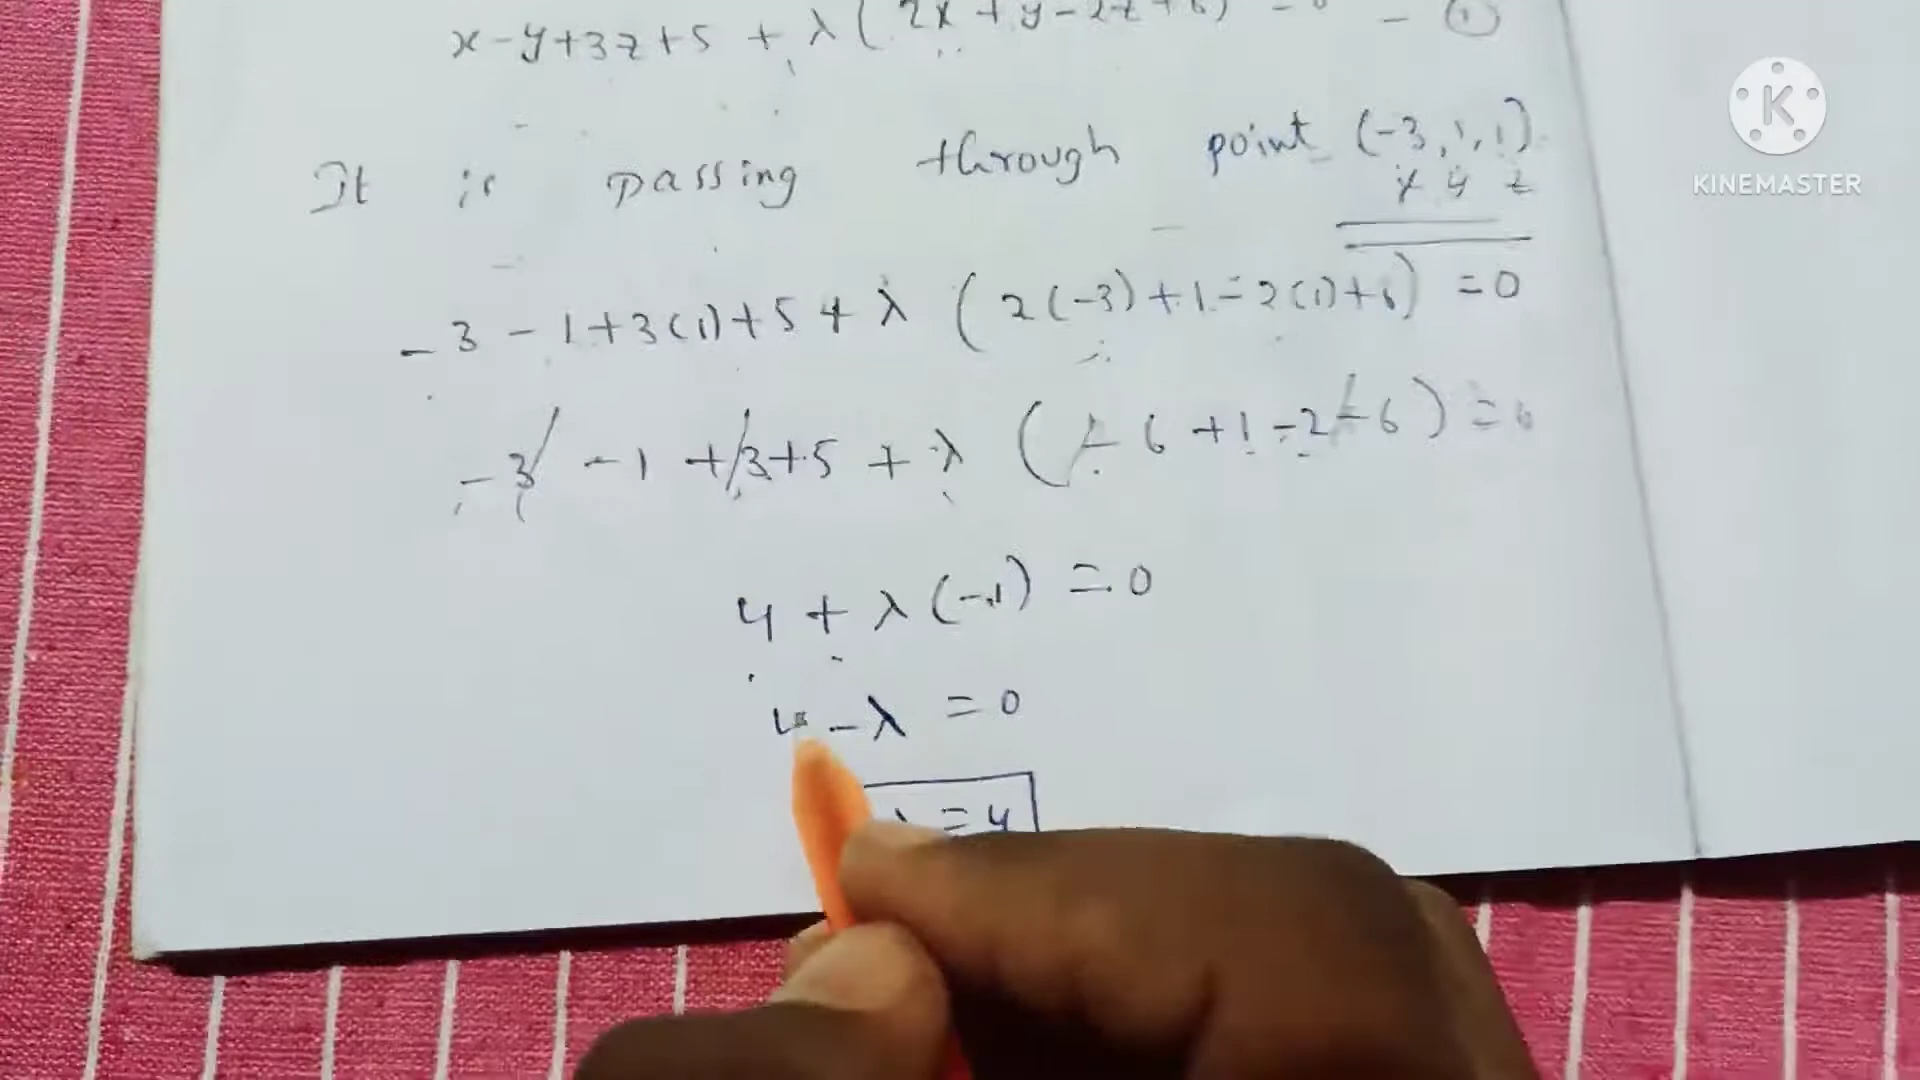 x - y + 3z + 5 + λ ( 2x + y - 2z + 6 ) = 0 - ①
It is passing through point (-3, 1, 1)
x y z
-3 - 1 + 3(1) + 5 + λ ( 2(-3) + 1 - 2(1) + 6 ) = 0
-3 - 1 + 3 + 5 + λ ( - 6 + 1 - 2 + 6 ) = 0
4 + λ (-1) = 0
4 - λ = 0
λ = 4
K
KINEMASTER